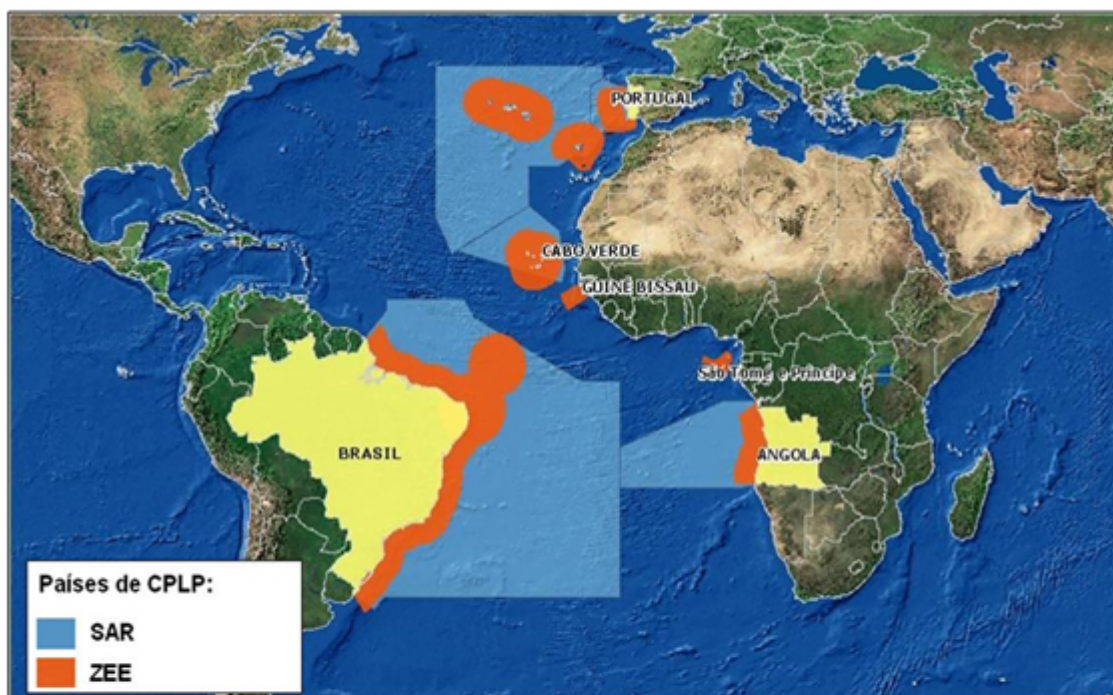 PORTUGAL
CABO VERDE
GUINÉ BISSAU
São Tomé e Príncipe
BRASIL
ANGOLA
Países de CPLP:
SAR
ZEE